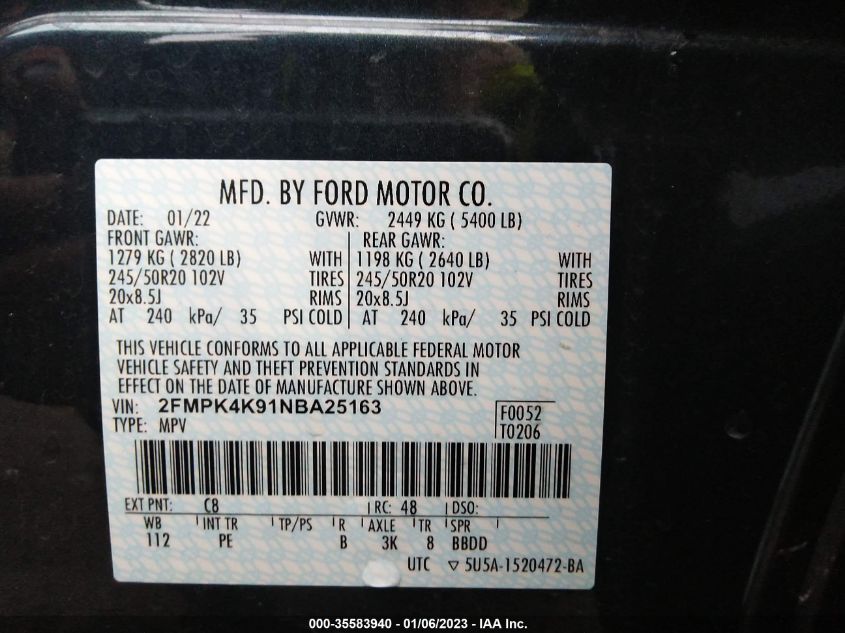 MFD. BY FORD MOTOR CO.
DATE: 01/22 GVWR: 2449 KG ( 5400 LB)
FRONT GAWR: REAR GAWR:
1279 KG ( 2820 LB) WITH 1198 KG ( 2640 LB) WITH
245/50R20 102V TIRES 245/50R20 102V TIRES
20x8.5J RIMS 20x8.5J RIMS
AT 240 kPa/ 35 PSI COLD AT 240 kPa/ 35 PSI COLD
THIS VEHICLE CONFORMS TO ALL APPLICABLE FEDERAL MOTOR
VEHICLE SAFETY AND THEFT PREVENTION STANDARDS IN
EFFECT ON THE DATE OF MANUFACTURE SHOWN ABOVE.
VIN: 2FMPK4K91NBA25163 F0052
TYPE: MPV T0206
EXT PNT: C8 RC: 48 DSO:
WB INT TR TP/PS R AXLE TR SPR
112 PE B 3K 8 BBDD
UTC ▽ 5U5A-1520472-BA
000-35583940 - 01/06/2023 - IAA Inc.